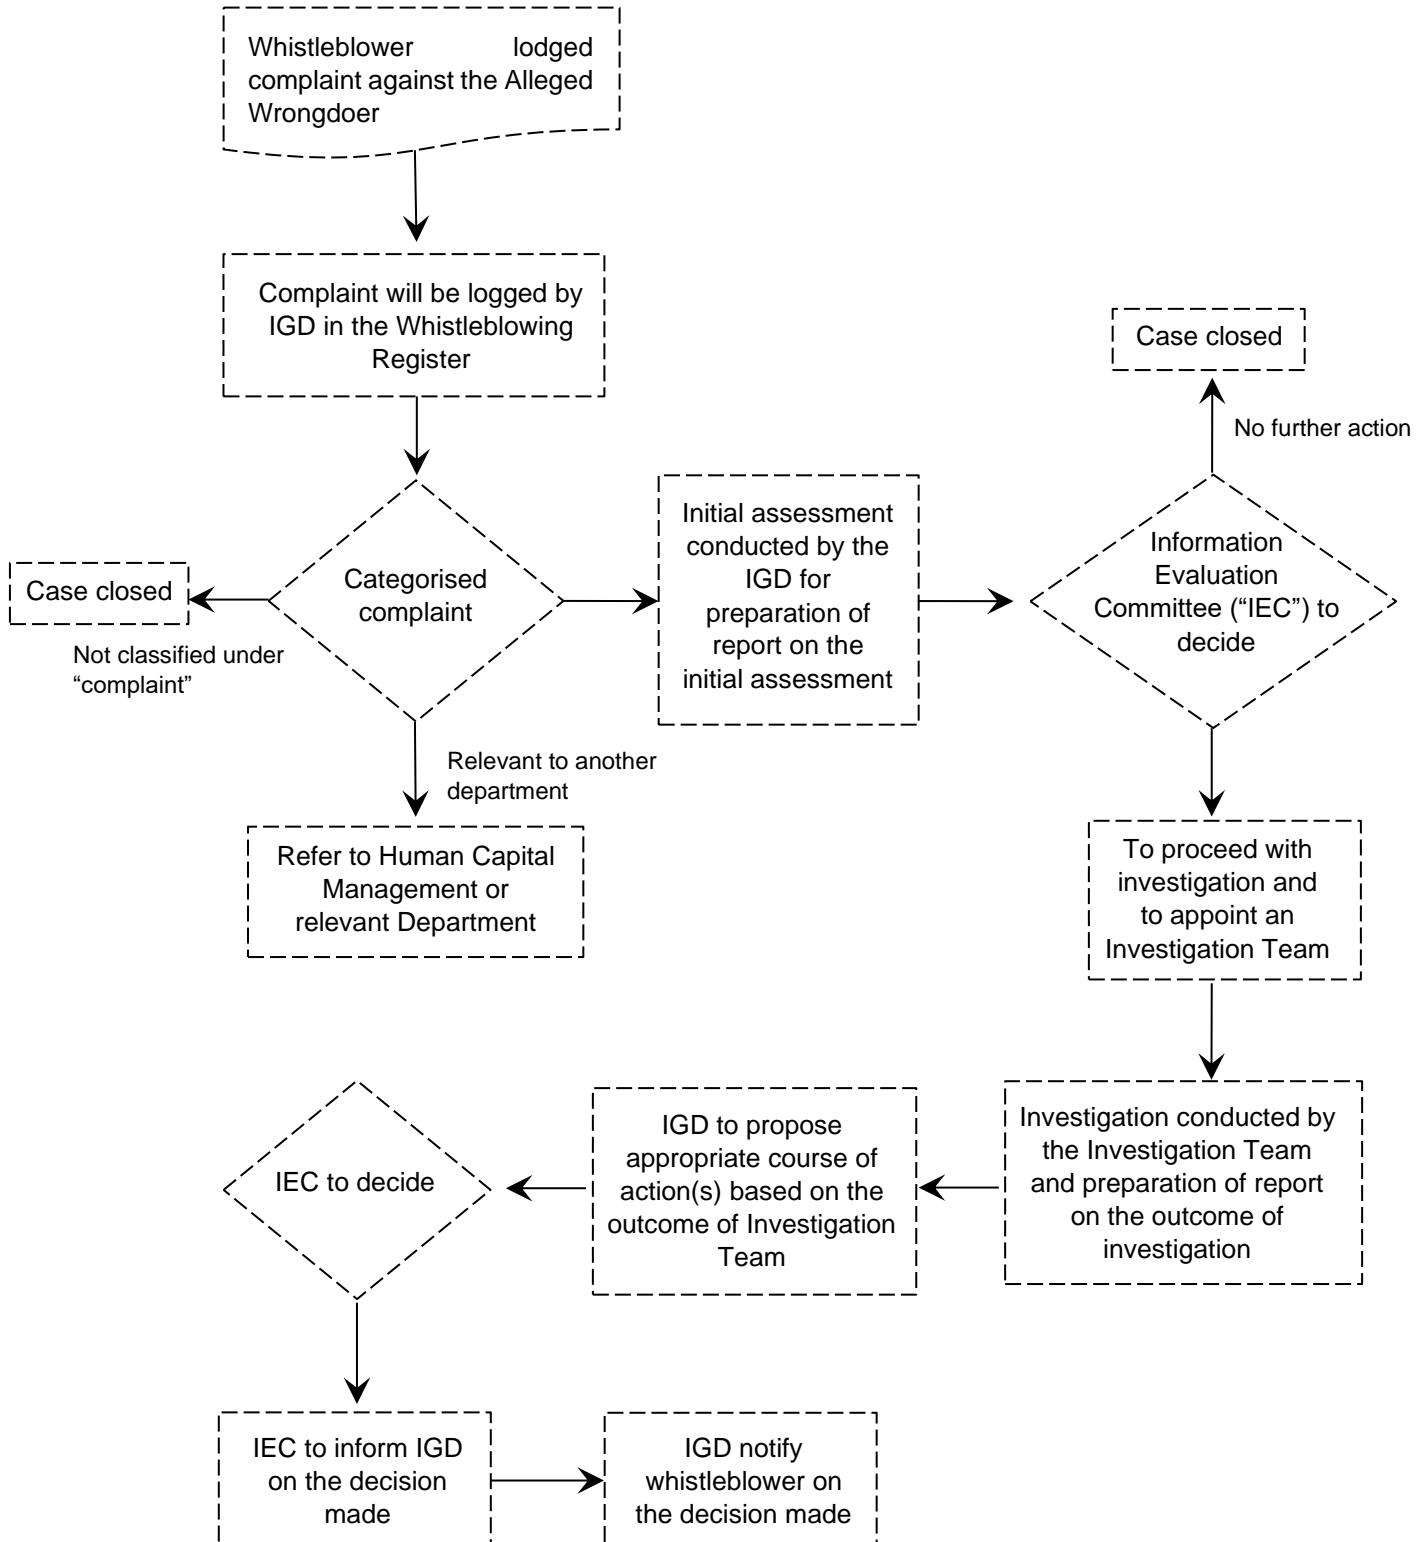 Whistleblower lodged
complaint against the Alleged
Wrongdoer
Complaint will be logged by
IGD in the Whistleblowing
Register
Case closed
No further action
Categorised
complaint
Case closed
Not classified under
“complaint”
Initial assessment
conducted by the
IGD for
preparation of
report on the
initial assessment
Information
Evaluation
Committee (“IEC”) to
decide
Relevant to another
department
Refer to Human Capital
Management or
relevant Department
To proceed with
investigation and
to appoint an
Investigation Team
Investigation conducted by
the Investigation Team
and preparation of report
on the outcome of
investigation
IGD to propose
appropriate course of
action(s) based on the
outcome of Investigation
Team
IEC to decide
IEC to inform IGD
on the decision
made
IGD notify
whistleblower on
the decision made